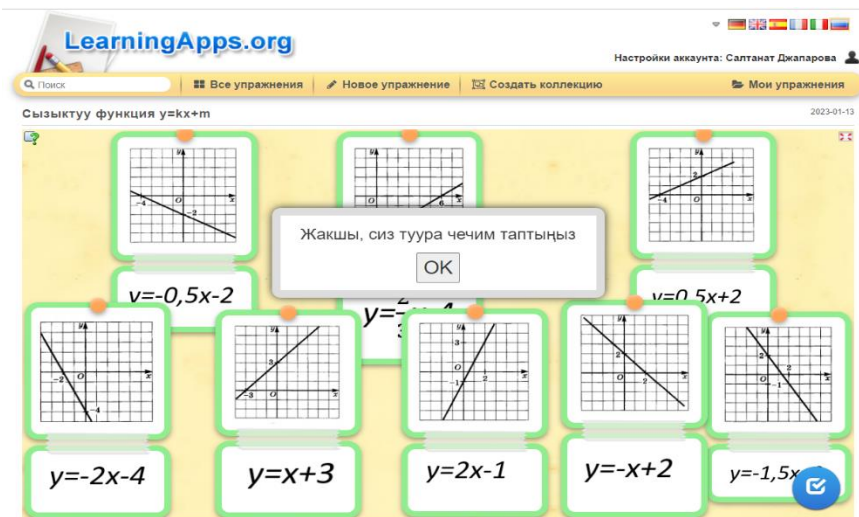 LearningApps.org
Настройки аккаунта: Салтанат Джапарова
Поиск
Все упражнения
Новое упражнение
Создать коллекцию
Мои упражнения
Сызыктуу функция y=kx+m
2023-01-13
Жакшы, сиз туура чечим таптыңыз
OK
y=-0,5x-2
y=0,5x+2
y=-2x-4
y=x+3
y=2x-1
y=-x+2
y=-1,5x